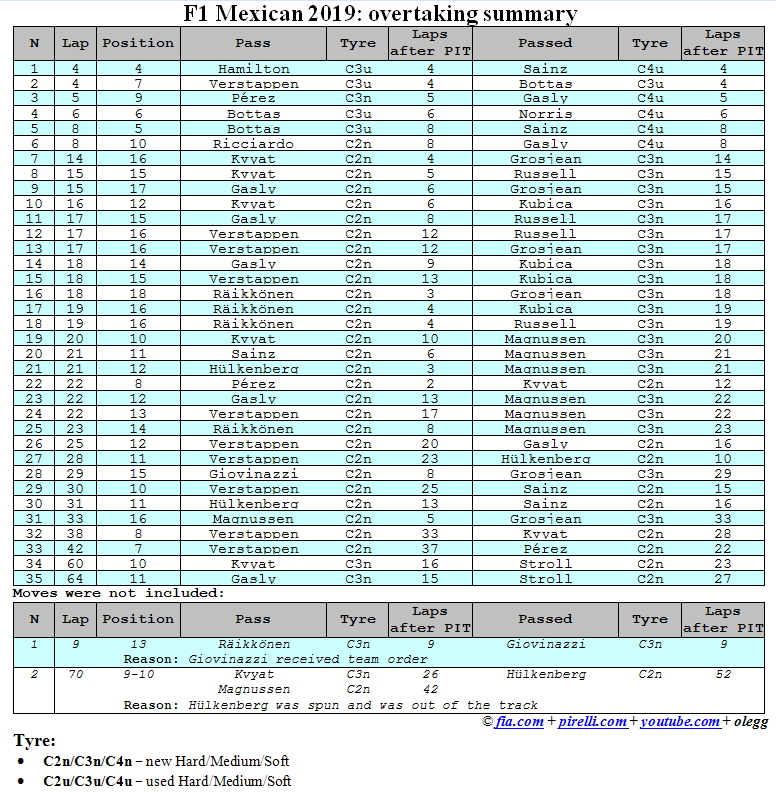 F1 Mexican 2019: overtaking summary
N Lap Position Pass Tyre Laps after PIT Passed Tyre Laps after PIT
1 4 4 Hamilton C3u 4 Sainz C4u 4
2 4 7 Verstappen C3u 4 Bottas C3u 4
3 5 9 Pérez C3n 5 Gasly C4u 5
4 6 6 Bottas C3u 6 Norris C4u 6
5 8 5 Bottas C3u 8 Sainz C4u 8
6 8 10 Ricciardo C2n 8 Gasly C4u 8
7 14 16 Kvyat C2n 4 Grosjean C3n 14
8 15 15 Kvyat C2n 5 Russell C3n 15
9 15 17 Gasly C2n 6 Grosjean C3n 15
10 16 12 Kvyat C2n 6 Kubica C3n 16
11 17 15 Gasly C2n 8 Russell C3n 17
12 17 16 Verstappen C2n 12 Russell C3n 17
13 17 16 Verstappen C2n 12 Grosjean C3n 17
14 18 14 Gasly C2n 9 Kubica C3n 18
15 18 15 Verstappen C2n 13 Kubica C3n 18
16 18 18 Räikkönen C2n 3 Grosjean C3n 18
17 19 16 Räikkönen C2n 4 Kubica C3n 19
18 19 16 Räikkönen C2n 4 Russell C3n 19
19 20 10 Kvyat C2n 10 Magnussen C3n 20
20 21 11 Sainz C2n 6 Magnussen C3n 21
21 21 12 Hülkenberg C2n 3 Magnussen C3n 21
22 22 8 Pérez C2n 2 Kvyat C2n 12
23 22 12 Gasly C2n 13 Magnussen C3n 22
24 22 13 Verstappen C2n 17 Magnussen C3n 22
25 23 14 Räikkönen C2n 8 Magnussen C3n 23
26 25 12 Verstappen C2n 20 Gasly C2n 16
27 28 11 Verstappen C2n 23 Hülkenberg C2n 10
28 29 15 Giovinazzi C2n 8 Grosjean C3n 29
29 30 10 Verstappen C2n 25 Sainz C2n 15
30 31 11 Hülkenberg C2n 13 Sainz C2n 16
31 33 16 Magnussen C2n 5 Grosjean C3n 33
32 38 8 Verstappen C2n 33 Kvyat C2n 28
33 42 7 Verstappen C2n 37 Pérez C2n 22
34 60 10 Kvyat C3n 16 Stroll C2n 23
35 64 11 Gasly C3n 15 Stroll C2n 27
Moves were not included:
N Lap Position Pass Tyre Laps after PIT Passed Tyre Laps after PIT
1 9 13 Räikkönen C3n 9 Giovinazzi C3n 9
Reason: Giovinazzi received team order
2 70 9-10 Kvyat C3n 26 Hülkenberg C2n 52
Magnussen C2n 42
Reason: Hülkenberg was spun and was out of the track
© fia.com + pirelli.com + youtube.com + olegg
Tyre:
• C2n/C3n/C4n – new Hard/Medium/Soft
• C2u/C3u/C4u – used Hard/Medium/Soft